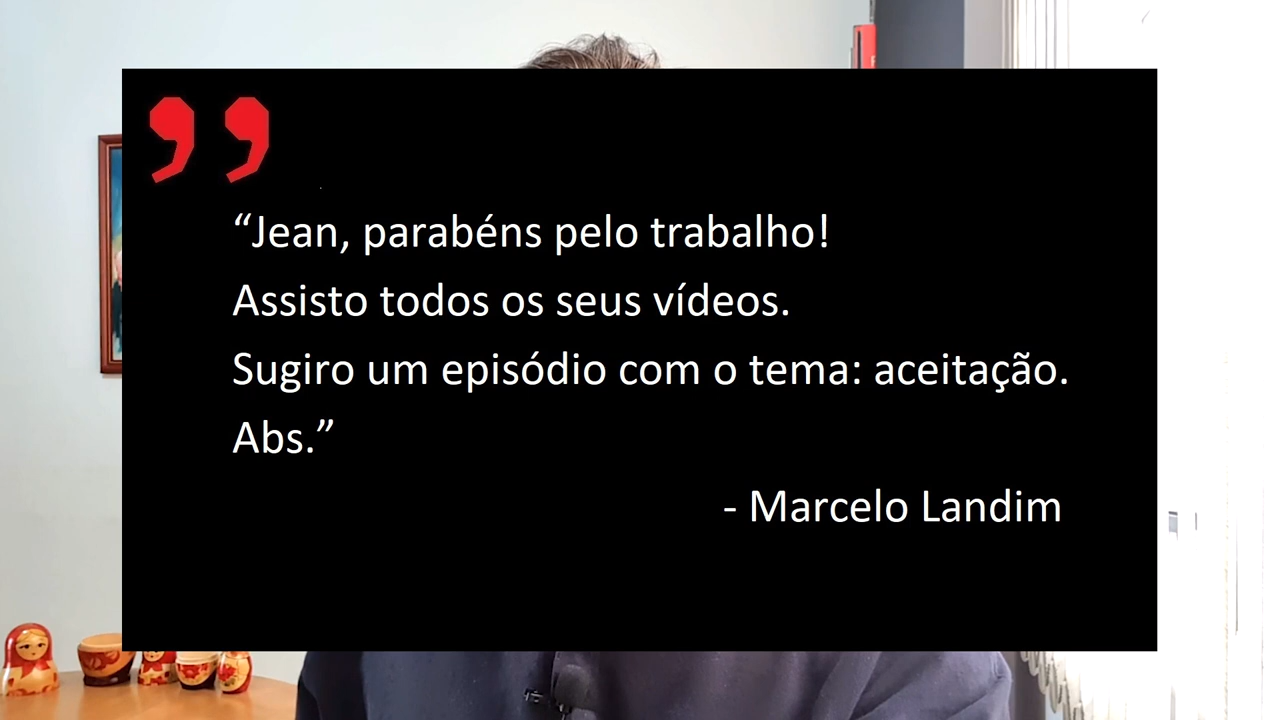 “Jean, parabéns pelo trabalho!
Assisto todos os seus vídeos.
Sugiro um episódio com o tema: aceitação.
Abs.”
- Marcelo Landim